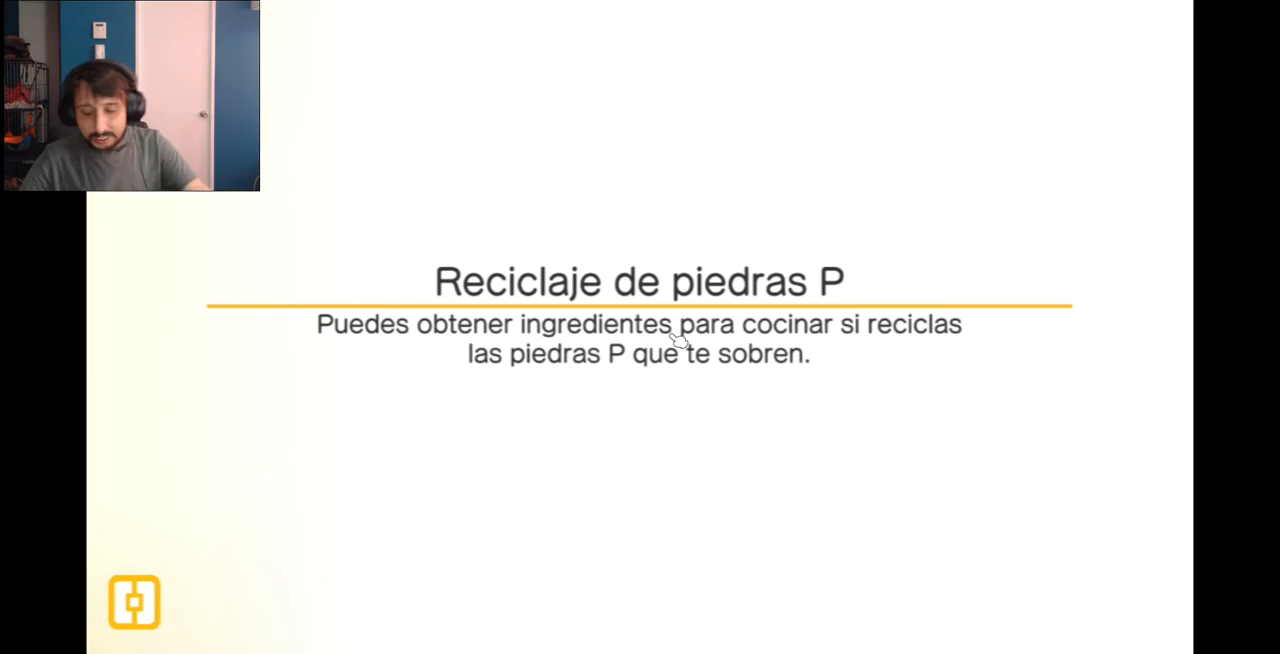 Reciclaje de piedras P
Puedes obtener ingredientes para cocinar si reciclas
las piedras P que te sobren.